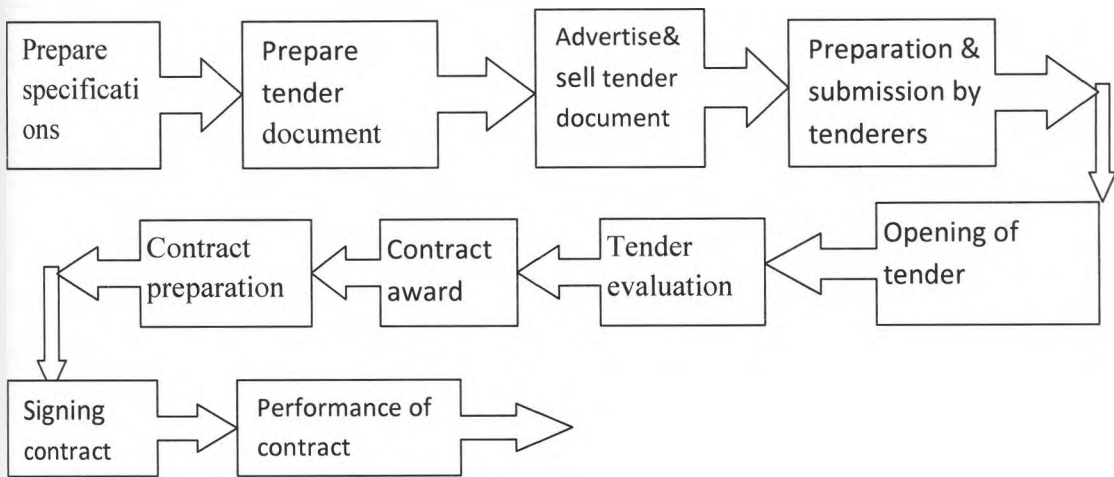 Prepare
specificati
ons
Prepare
tender
document
Advertise&
sell tender
document
Preparation &
submission by
tenderers
Opening of
tender
Tender
evaluation
Contract
award
Contract
preparation
Signing
contract
Performance of
contract